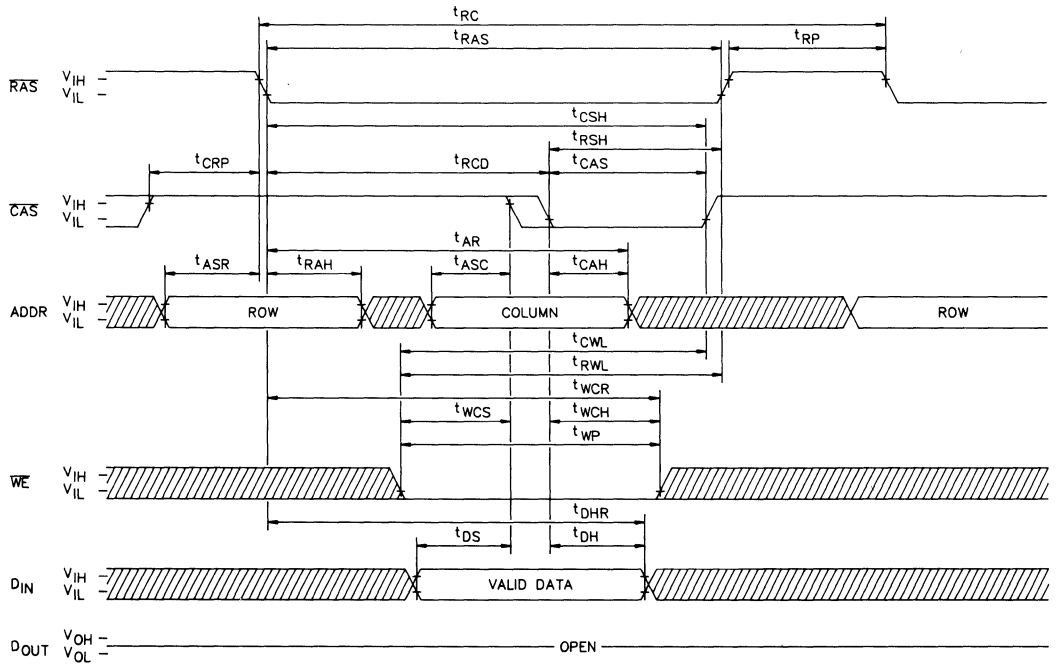 tRC
tRAS
tRP
RAS VIH
VIL
tCSH
tRSH
tCRP
tRCD
tCAS
CAS VIH
VIL
tAR
tASR
tRAH
tASC
tCAH
ADDR VIH
VIL
ROW
COLUMN
ROW
tCWL
tRWL
tWCR
tWCS
tWCH
tWP
WE VIH
VIL
tDHR
tDS
tDH
DIN VIH
VIL
VALID DATA
DOUT VOH
VOL
OPEN